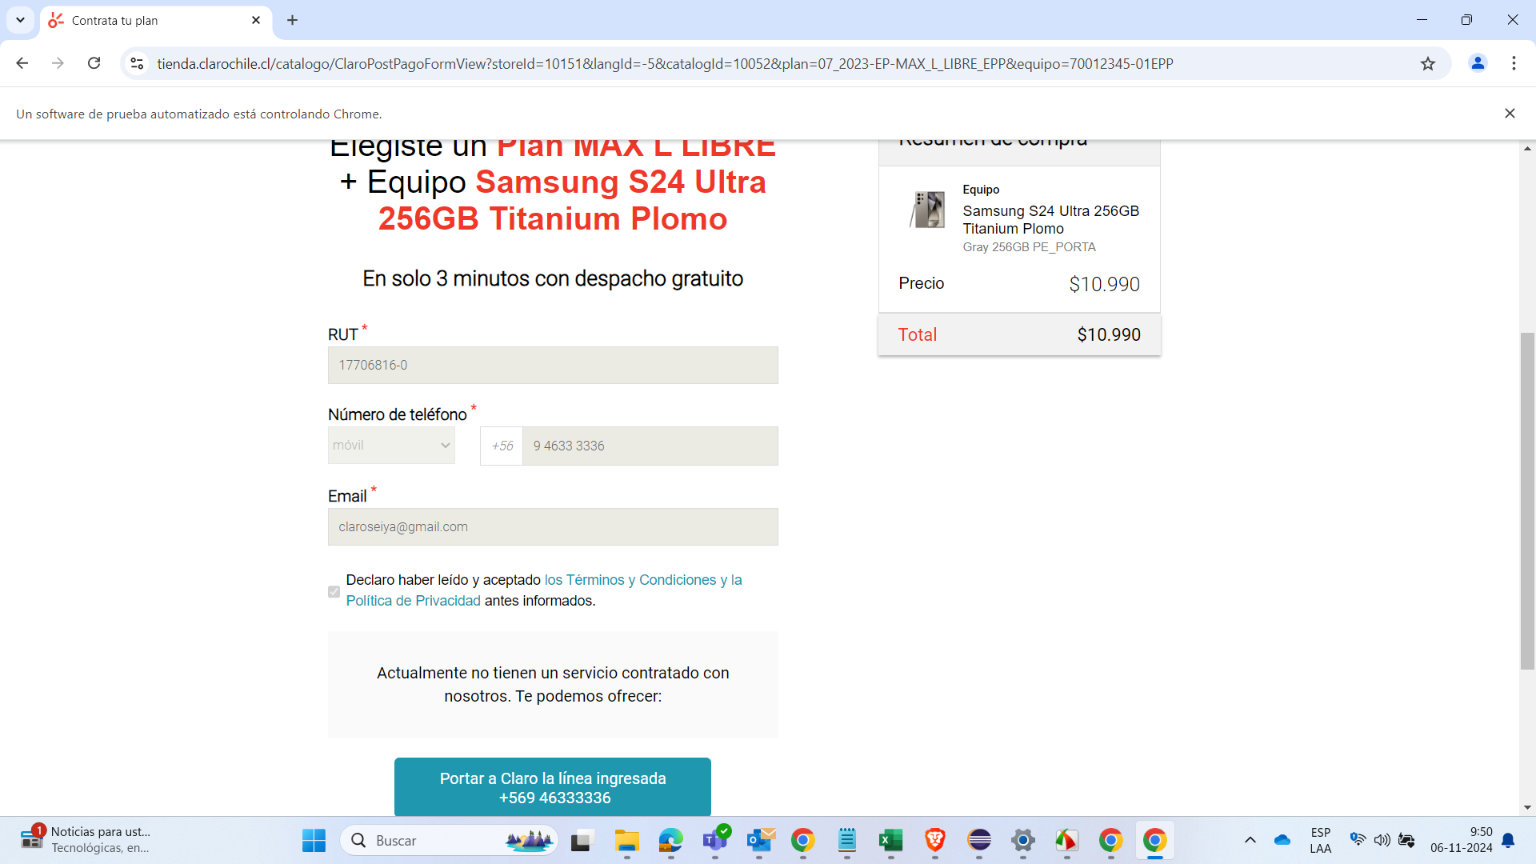 Contrata tu plan
tienda.clarochile.cl/catalogo/ClaroPostPagoFormView?storeId=10151&langId=-5&catalogId=10052&plan=07_2023-EP-MAX_L_LIBRE_EPP&equipo=70012345-01EPP
Un software de prueba automatizado está controlando Chrome.
Elegiste un Plan MAX L LIBRE
+ Equipo Samsung S24 Ultra
256GB Titanium Plomo
En solo 3 minutos con despacho gratuito
RUT *
17706816-0
Número de teléfono *
móvil
+56
9 4633 3336
Email *
claroseiya@gmail.com
Declaro haber leído y aceptado los Términos y Condiciones y la
Política de Privacidad antes informados.
Actualmente no tienen un servicio contratado con
nosotros. Te podemos ofrecer:
Portar a Claro la línea ingresada
+569 46333336
Resumen de compra
Equipo
Samsung S24 Ultra 256GB
Titanium Plomo
Gray 256GB PE_PORTA
Precio $10.990
Total $10.990
1
Noticias para ust...
Tecnológicas, en...
Buscar
ESP
LAA
9:50
06-11-2024